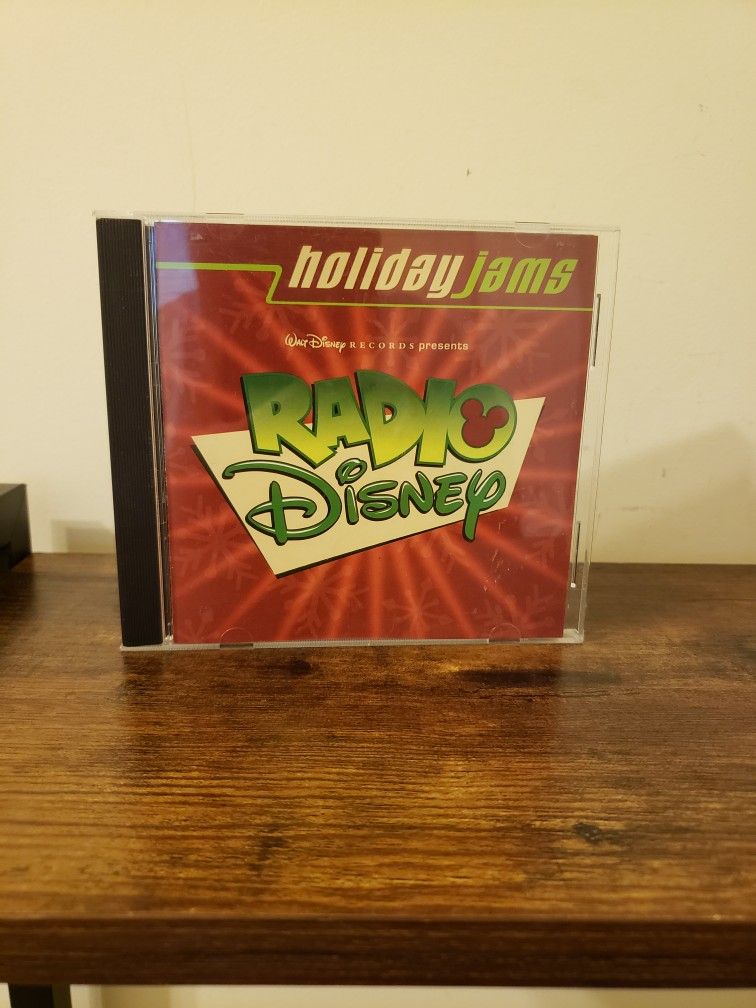 holiday jams
Walt Disney RECORDS presents
RADIO
Disney